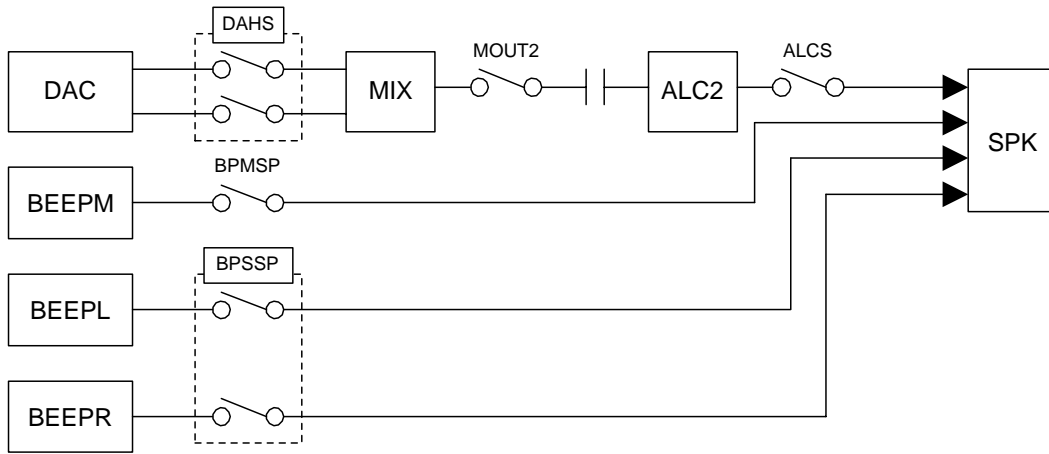 DAHS
MOUT2
ALCS
DAC
MIX
ALC2
SPK
BPMSP
BEEPM
BPSSP
BEEPL
BEEPR